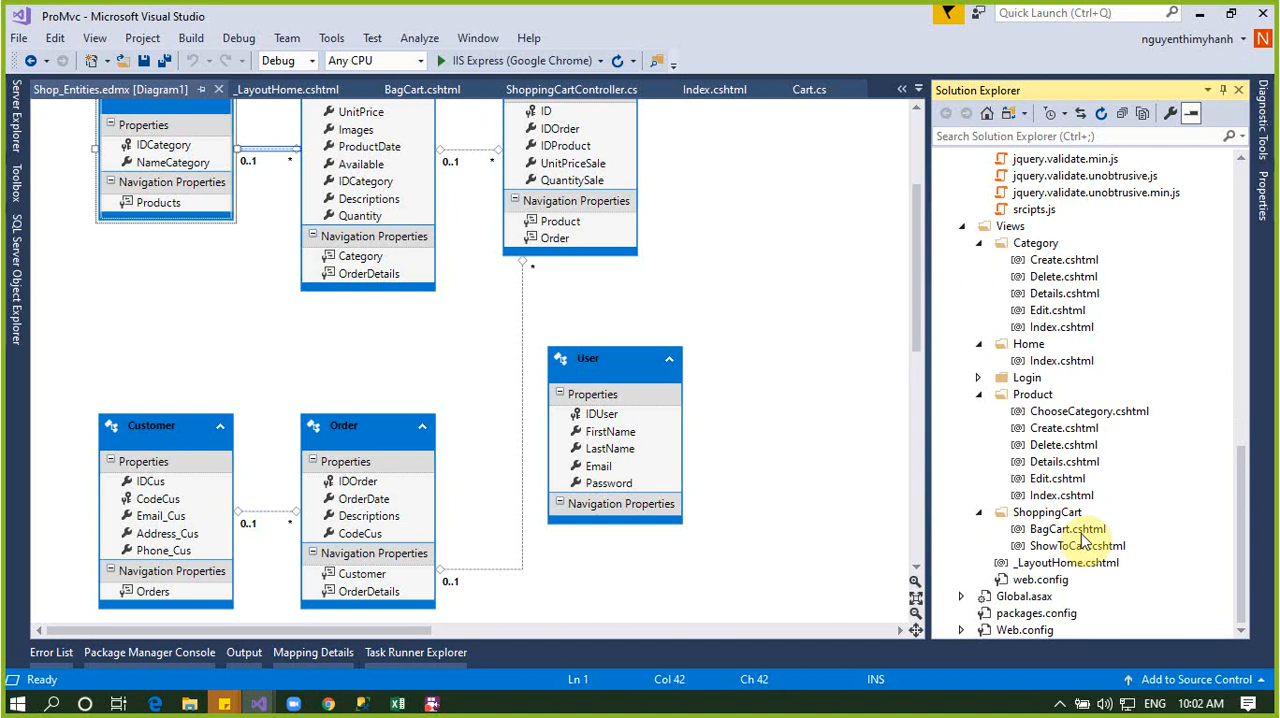 ProMvc - Microsoft Visual Studio
Quick Launch (Ctrl+Q)
File Edit View Project Build Debug Team Tools Test Analyze Window Help
nguyenthimyhanh N
Debug Any CPU IIS Express (Google Chrome)
Shop_Entities.edmx [Diagram1] _LayoutHome.cshtml BagCart.cshtml ShoppingCartController.cs Index.cshtml Cart.cs
Server Explorer
Toolbox
SQL Server Object Explorer
Properties
IDCategory
NameCategory
Navigation Properties
Products
0..1 *
UnitPrice
Images
ProductDate
Available
IDCategory
Descriptions
Quantity
Navigation Properties
Category
OrderDetails
0..1 *
ID
IDOrder
IDProduct
UnitPriceSale
QuantitySale
Navigation Properties
Product
Order
*
User
Properties
IDUser
FirstName
LastName
Email
Password
Navigation Properties
Customer
Properties
IDCus
CodeCus
Email_Cus
Address_Cus
Phone_Cus
Navigation Properties
Orders
0..1 *
Order
Properties
IDOrder
OrderDate
Descriptions
CodeCus
Navigation Properties
Customer
OrderDetails
0..1
Solution Explorer
Search Solution Explorer (Ctrl+;)
jquery.validate.min.js
jquery.validate.unobtrusive.js
jquery.validate.unobtrusive.min.js
srcipts.js
Views
Category
Create.cshtml
Delete.cshtml
Details.cshtml
Edit.cshtml
Index.cshtml
Home
Index.cshtml
Login
Product
ChooseCategory.cshtml
Create.cshtml
Delete.cshtml
Details.cshtml
Edit.cshtml
Index.cshtml
ShoppingCart
BagCart.cshtml
_LayoutHome.cshtml
web.config
Global.asax
packages.config
Web.config
Diagnostic Tools
Properties
Error List Package Manager Console Output Mapping Details Task Runner Explorer
Ready Ln 1 Col 42 Ch 42 INS Add to Source Control
ENG 10:02 AM